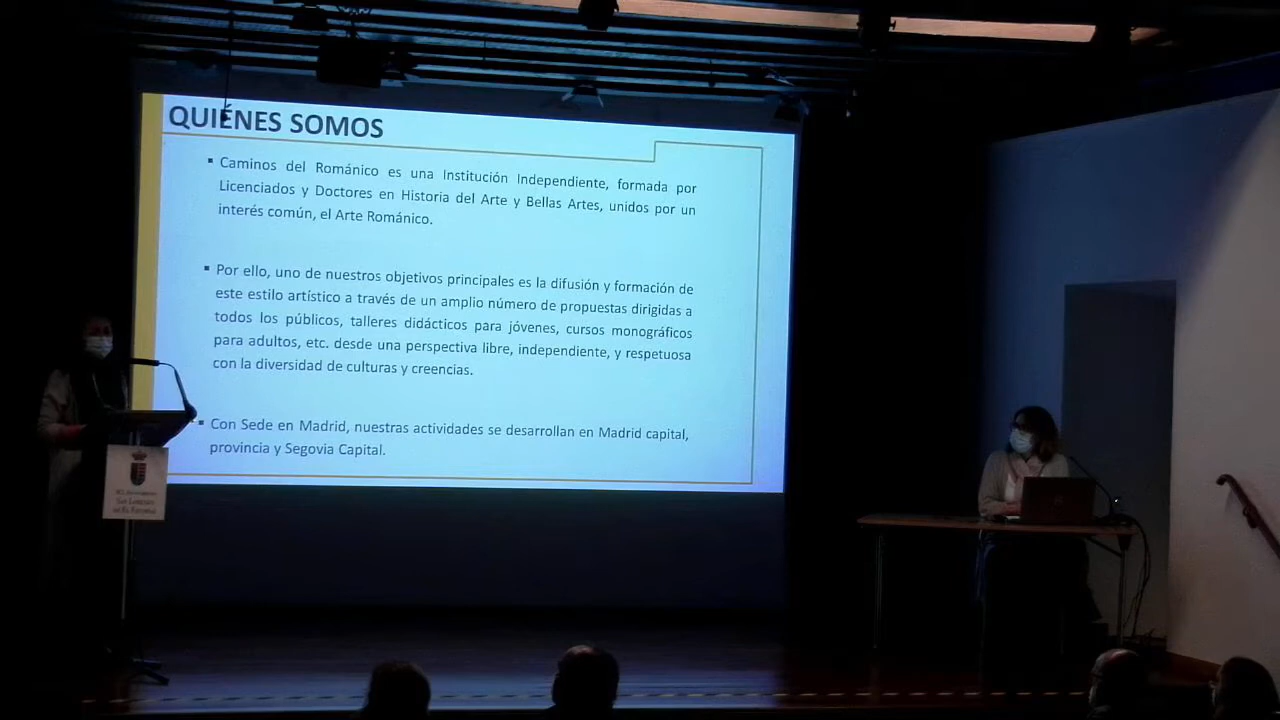 QUIÉNES SOMOS
▪ Caminos del Románico es una Institución Independiente, formada por
Licenciados y Doctores en Historia del Arte y Bellas Artes, unidos por un
interés común, el Arte Románico.
▪ Por ello, uno de nuestros objetivos principales es la difusión y formación de
este estilo artístico a través de un amplio número de propuestas dirigidas a
todos los públicos, talleres didácticos para jóvenes, cursos monográficos
para adultos, etc. desde una perspectiva libre, independiente, y respetuosa
con la diversidad de culturas y creencias.
▪ Con Sede en Madrid, nuestras actividades se desarrollan en Madrid capital,
provincia y Segovia Capital.
San Lorenzo